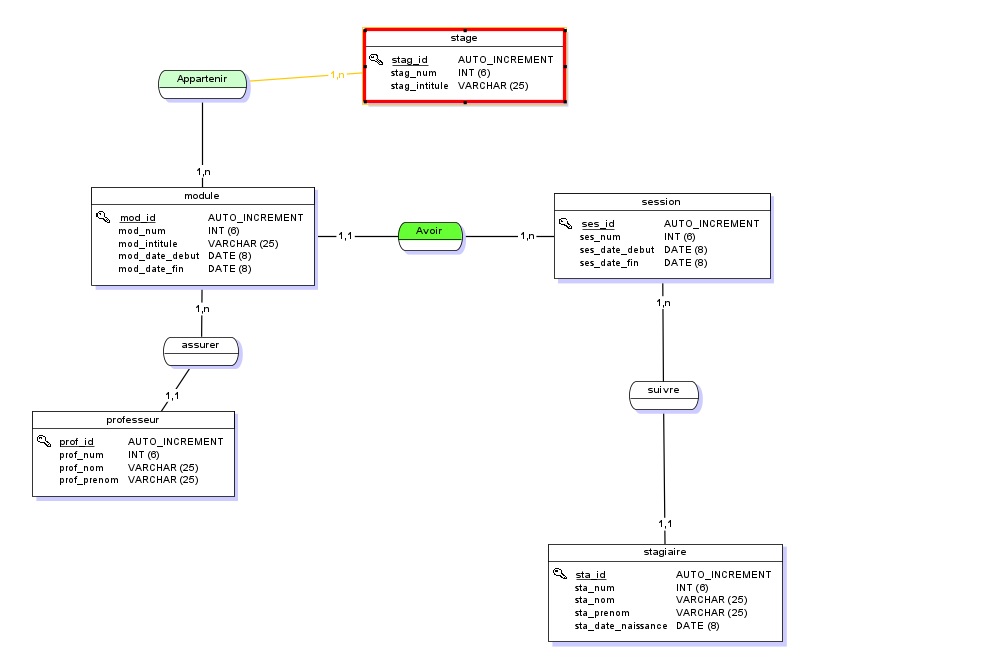 stage
stag_id AUTO_INCREMENT
stag_num INT (6)
stag_intitule VARCHAR (25)
Appartenir
1,n
1,n
module
mod_id AUTO_INCREMENT
mod_num INT (6)
mod_intitule VARCHAR (25)
mod_date_debut DATE (8)
mod_date_fin DATE (8)
1,1
Avoir
1,n
session
ses_id AUTO_INCREMENT
ses_num INT (6)
ses_date_debut DATE (8)
ses_date_fin DATE (8)
1,n
assurer
1,1
professeur
prof_id AUTO_INCREMENT
prof_num INT (6)
prof_nom VARCHAR (25)
prof_prenom VARCHAR (25)
1,n
suivre
1,1
stagiaire
sta_id AUTO_INCREMENT
sta_num INT (6)
sta_nom VARCHAR (25)
sta_prenom VARCHAR (25)
sta_date_naissance DATE (8)